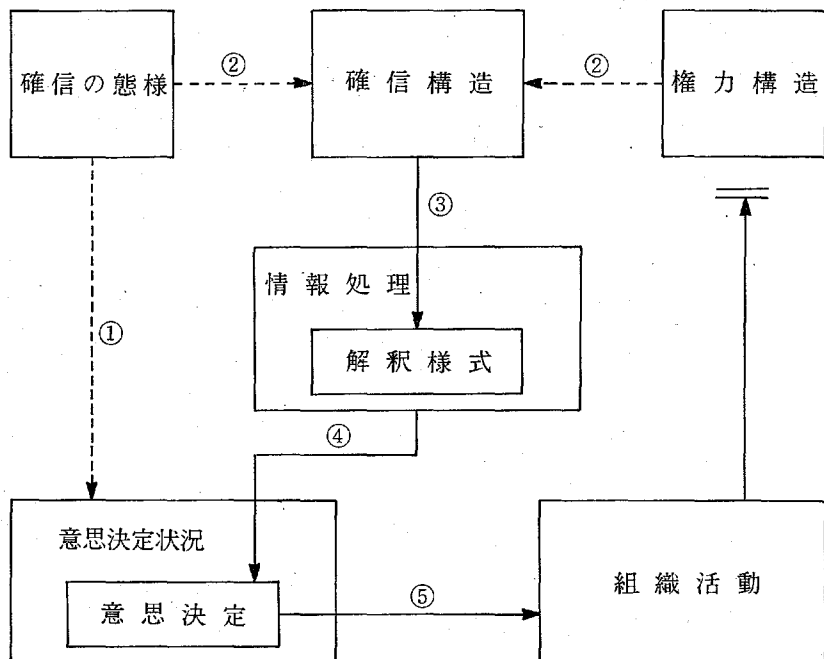 確信の態様
②
確信構造
②
権力構造
③
情報処理
解釈様式
①
④
意思決定状況
意思決定
⑤
組織活動